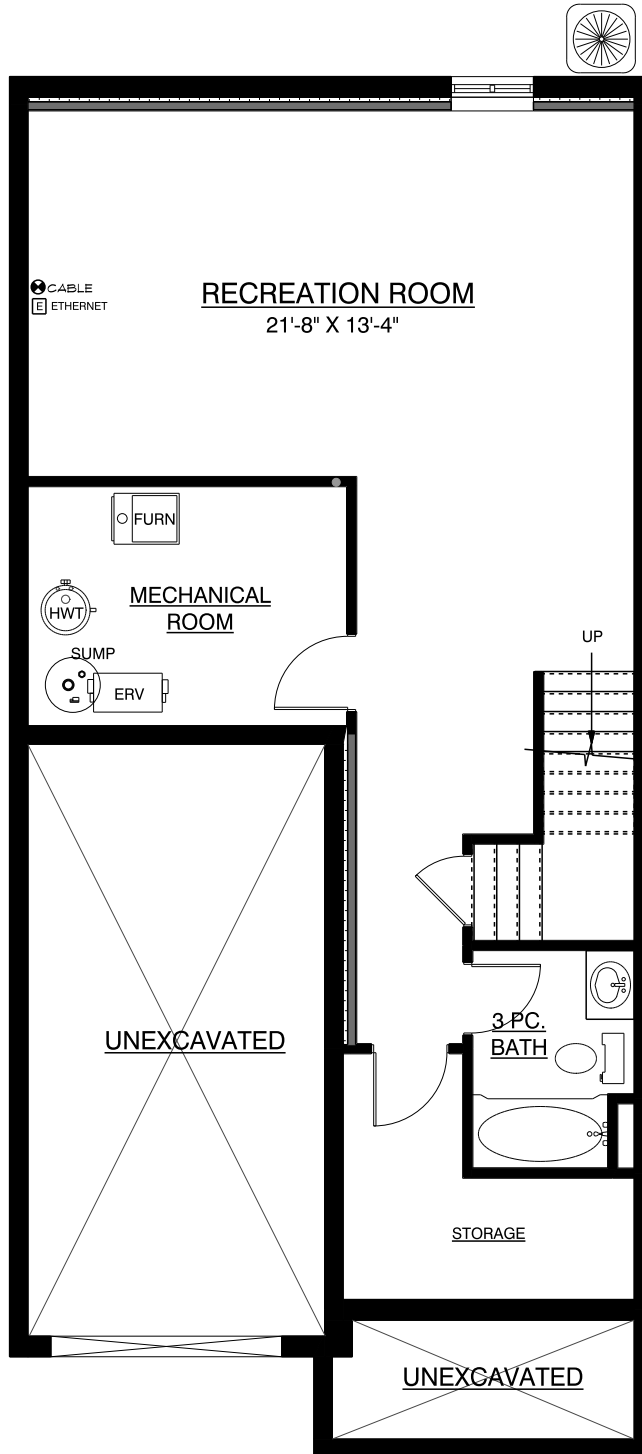 CABLE
E ETHERNET
RECREATION ROOM
21'-8" X 13'-4"
FURN
MECHANICAL
ROOM
HWT
SUMP
ERV
UP
UNEXCAVATED
3 PC.
BATH
STORAGE
UNEXCAVATED